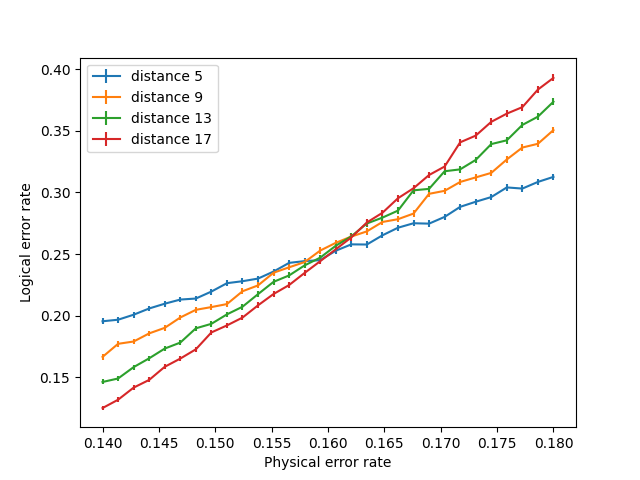 distance 5
distance 9
distance 13
distance 17
Logical error rate
0.40
0.35
0.30
0.25
0.20
0.15
0.140 0.145 0.150 0.155 0.160 0.165 0.170 0.175 0.180
Physical error rate